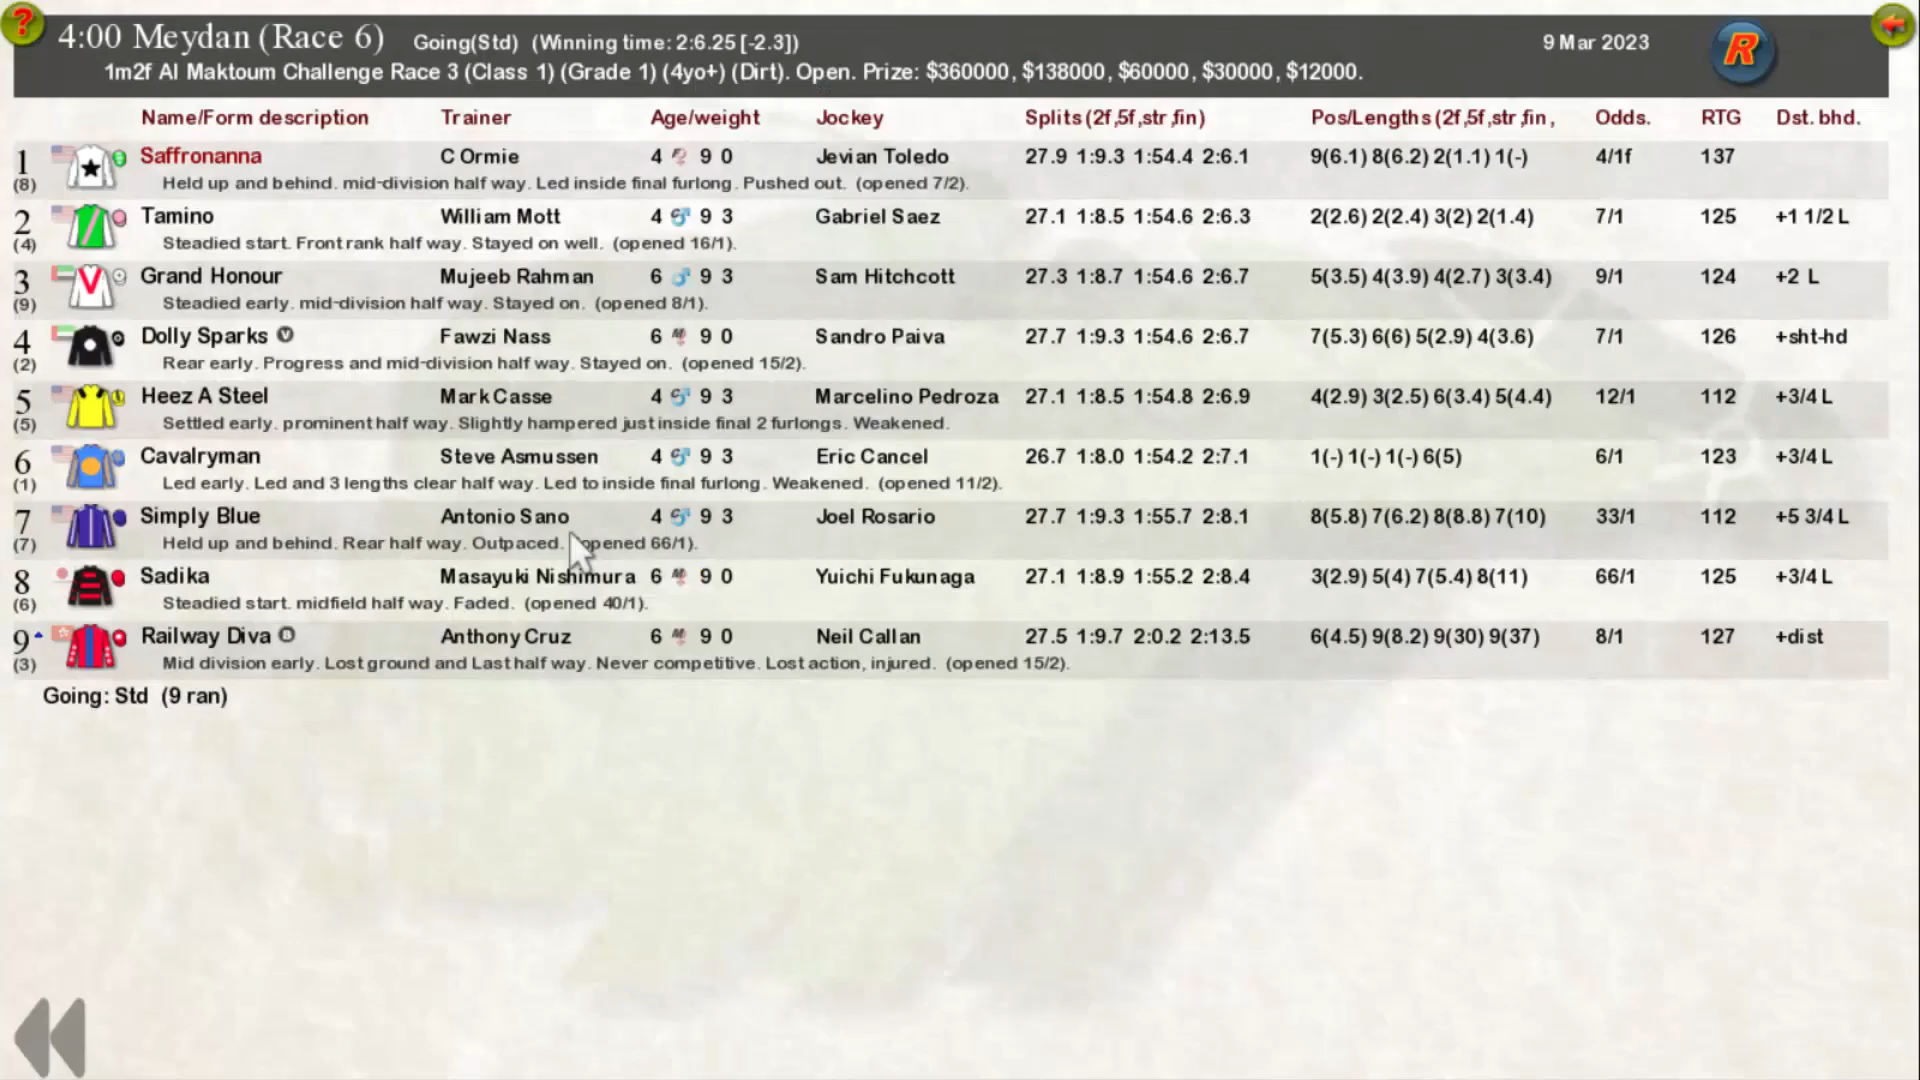 4:00 Meydan (Race 6) Going(Std) (Winning time: 2:6.25 [-2.3]) 9 Mar 2023
1m2f Al Maktoum Challenge Race 3 (Class 1) (Grade 1) (4yo+) (Dirt). Open. Prize: $360000, $138000, $60000, $30000, $12000.
Name/Form description Trainer Age/weight Jockey Splits (2f,5f,str,fin) Pos/Lengths (2f,5f,str,fin, Odds. RTG Dst. bhd.
1 Saffronanna C Ormie 4 9 0 Jevian Toledo 27.9 1:9.3 1:54.4 2:6.1 9(6.1) 8(6.2) 2(1.1) 1(-) 4/1f 137
(8) Held up and behind. mid-division half way. Led inside final furlong. Pushed out. (opened 7/2).
2 Tamino William Mott 4 9 3 Gabriel Saez 27.1 1:8.5 1:54.6 2:6.3 2(2.6) 2(2.4) 3(2) 2(1.4) 7/1 125 +1 1/2 L
(4) Steadied start. Front rank half way. Stayed on well. (opened 16/1).
3 Grand Honour Mujeeb Rahman 6 9 3 Sam Hitchcott 27.3 1:8.7 1:54.6 2:6.7 5(3.5) 4(3.9) 4(2.7) 3(3.4) 9/1 124 +2 L
(9) Steadied early. mid-division half way. Stayed on. (opened 8/1).
4 Dolly Sparks V Fawzi Nass 6 9 0 Sandro Paiva 27.7 1:9.3 1:54.6 2:6.7 7(5.3) 6(6) 5(2.9) 4(3.6) 7/1 126 +sht-hd
(2) Rear early. Progress and mid-division half way. Stayed on. (opened 15/2).
5 Heez A Steel Mark Casse 4 9 3 Marcelino Pedroza 27.1 1:8.5 1:54.8 2:6.9 4(2.9) 3(2.5) 6(3.4) 5(4.4) 12/1 112 +3/4 L
(5) Settled early. prominent half way. Slightly hampered just inside final 2 furlongs. Weakened.
6 Cavalryman Steve Asmussen 4 9 3 Eric Cancel 26.7 1:8.0 1:54.2 2:7.1 1(-) 1(-) 1(-) 6(5) 6/1 123 +3/4 L
(1) Led early. Led and 3 lengths clear half way. Led to inside final furlong. Weakened. (opened 11/2).
7 Simply Blue Antonio Sano 4 9 3 Joel Rosario 27.7 1:9.3 1:55.7 2:8.1 8(5.8) 7(6.2) 8(8.8) 7(10) 33/1 112 +5 3/4 L
(7) Held up and behind. Rear half way. Outpaced. opened 66/1).
8 Sadika Masayuki Nishimura 6 9 0 Yuichi Fukunaga 27.1 1:8.9 1:55.2 2:8.4 3(2.9) 5(4) 7(5.4) 8(11) 66/1 125 +3/4 L
(6) Steadied start. midfield half way. Faded. (opened 40/1).
9 Railway Diva B Anthony Cruz 6 9 0 Neil Callan 27.5 1:9.7 2:0.2 2:13.5 6(4.5) 9(8.2) 9(30) 9(37) 8/1 127 +dist
(3) Mid division early. Lost ground and Last half way. Never competitive. Lost action, injured. (opened 15/2).
Going: Std (9 ran)